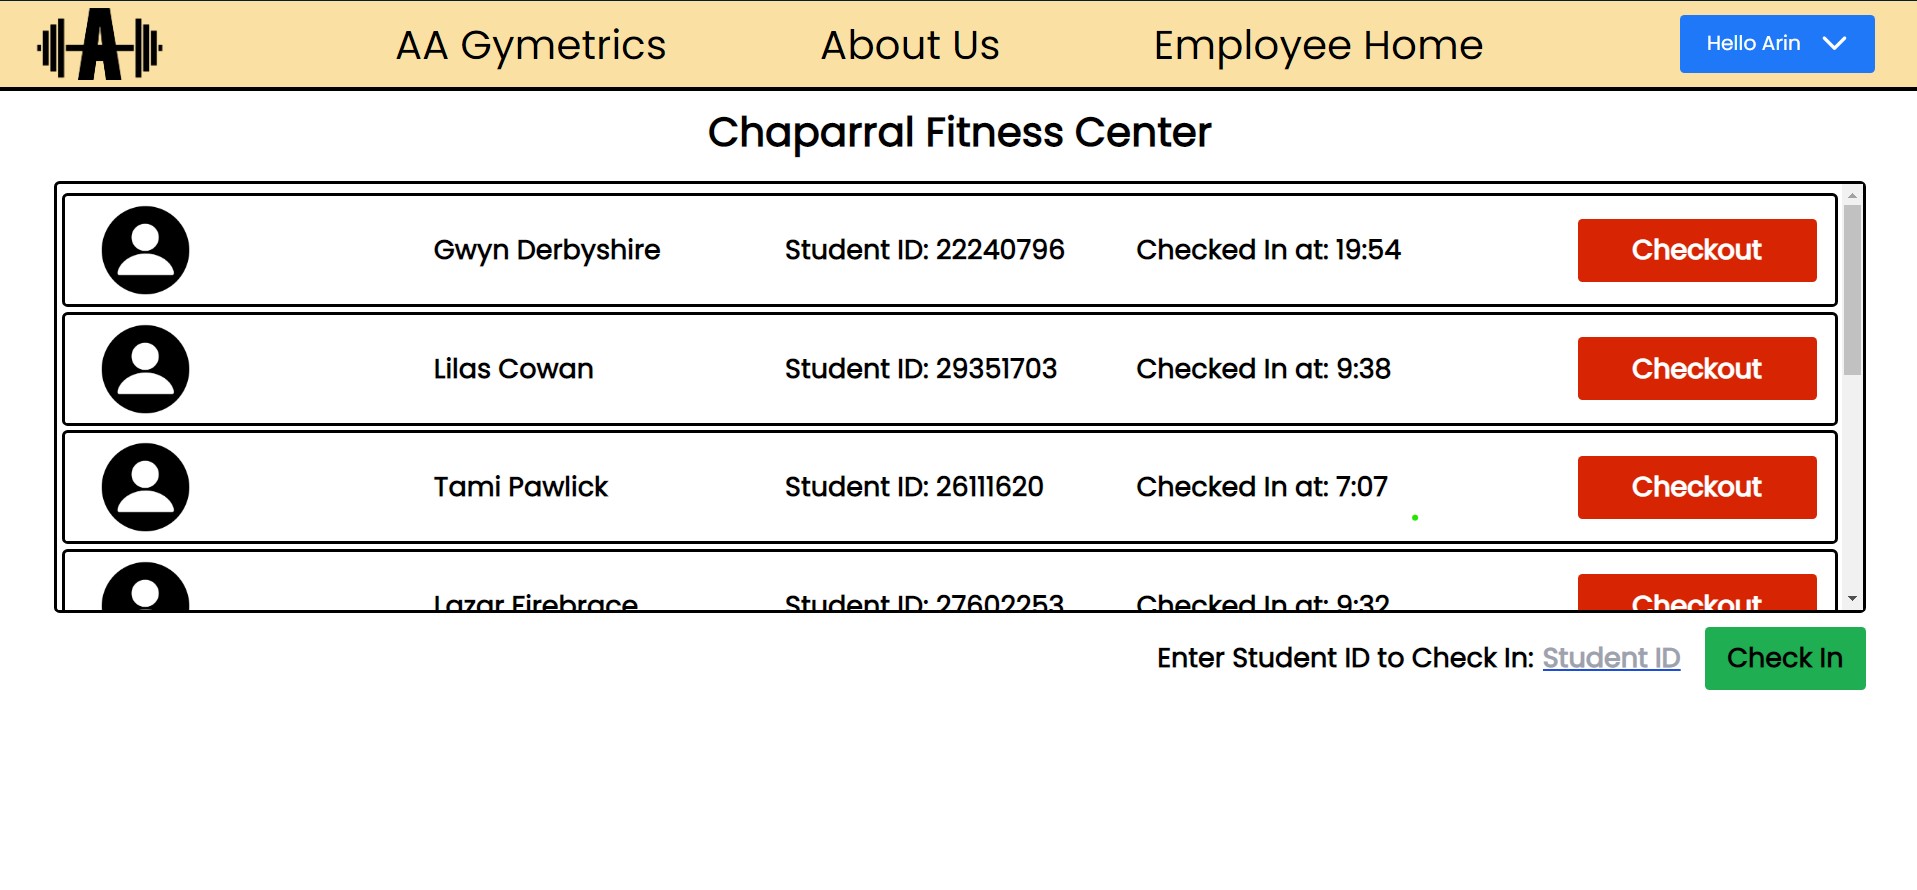 A
AA Gymetrics About Us Employee Home Hello Arin
Chaparral Fitness Center
Gwyn Derbyshire Student ID: 22240796 Checked In at: 19:54 Checkout
Lilas Cowan Student ID: 29351703 Checked In at: 9:38 Checkout
Tami Pawlick Student ID: 26111620 Checked In at: 7:07 Checkout
Lazar Firebrace Student ID: 27602253 Checked In at: 9:32 Checkout
Enter Student ID to Check In: Student ID Check In